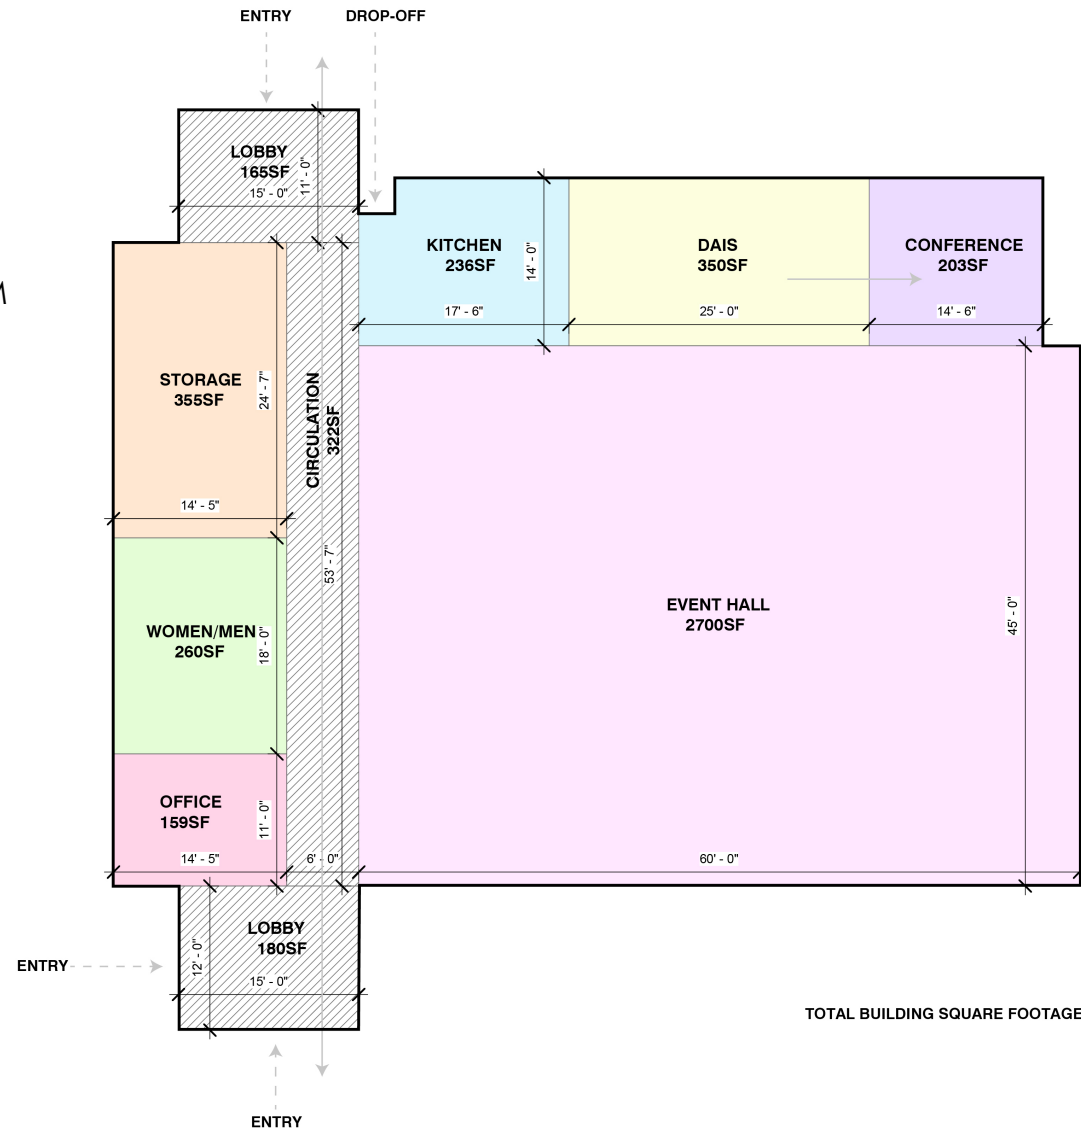 ENTRY
DROP-OFF
LOBBY
165SF
11' - 0"
15' - 0"
KITCHEN
236SF
14' - 0"
17' - 6"
DAIS
350SF
25' - 0"
CONFERENCE
203SF
14' - 6"
STORAGE
355SF
24' - 7"
14' - 5"
CIRCULATION
322SF
53' - 7"
WOMEN/MEN
260SF
18' - 0"
EVENT HALL
2700SF
45' - 0"
OFFICE
159SF
11' - 0"
14' - 5"
6' - 0"
60' - 0"
LOBBY
180SF
12' - 0"
15' - 0"
ENTRY
ENTRY
TOTAL BUILDING SQUARE FOOTAGE